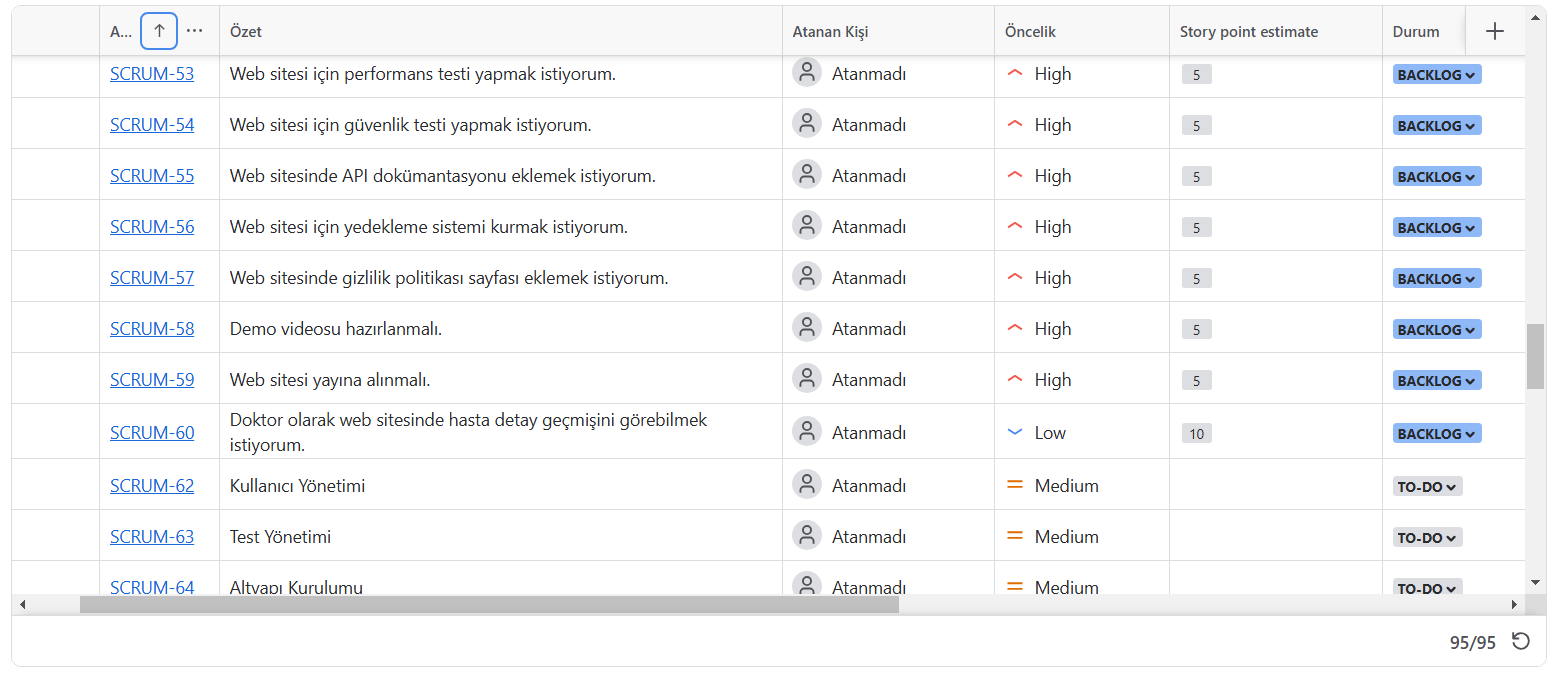 A... Özet Atanan Kişi Öncelik Story point estimate Durum
SCRUM-53 Web sitesi için performans testi yapmak istiyorum. Atanmadı High 5 BACKLOG
SCRUM-54 Web sitesi için güvenlik testi yapmak istiyorum. Atanmadı High 5 BACKLOG
SCRUM-55 Web sitesinde API dokümantasyonu eklemek istiyorum. Atanmadı High 5 BACKLOG
SCRUM-56 Web sitesi için yedekleme sistemi kurmak istiyorum. Atanmadı High 5 BACKLOG
SCRUM-57 Web sitesinde gizlilik politikası sayfası eklemek istiyorum. Atanmadı High 5 BACKLOG
SCRUM-58 Demo videosu hazırlanmalı. Atanmadı High 5 BACKLOG
SCRUM-59 Web sitesi yayına alınmalı. Atanmadı High 5 BACKLOG
Doktor olarak web sitesinde hasta detay geçmişini görebilmek
SCRUM-60 istiyorum. Atanmadı Low 10 BACKLOG
SCRUM-62 Kullanıcı Yönetimi Atanmadı Medium TO-DO
SCRUM-63 Test Yönetimi Atanmadı Medium TO-DO
SCRUM-64 Altyapı Kurulumu Atanmadı Medium TO-DO
95/95